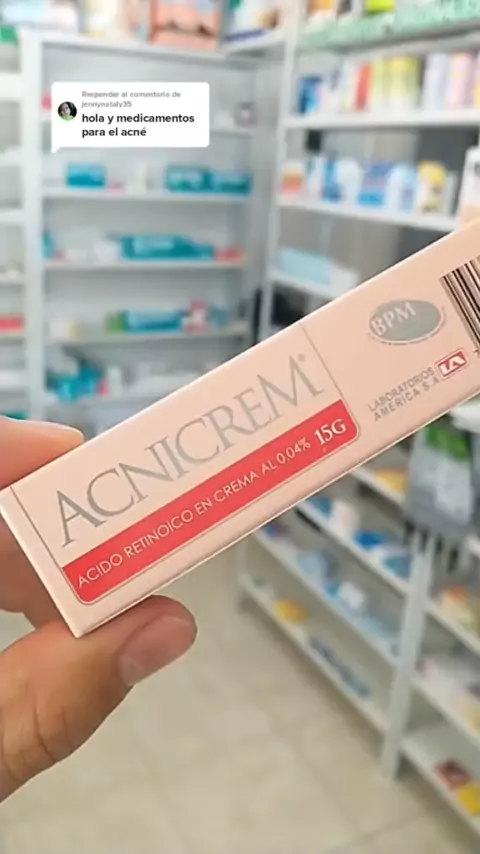 Responder al comentario de
jennynataly35
hola y medicamentos
para el acné
ACNICREM®
ACIDO RETINOICO EN CREMA AL 0.04% 15G
BPM
LABORATORIOS
AMERICA S.A.
LA